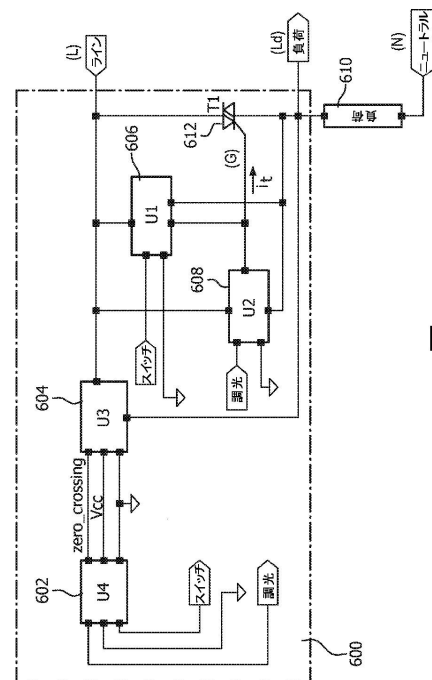 (L)
ライン
(Ld)
負荷
(N)
ニュートラル
610
負荷
T1
612
(G)
it
606
U1
608
U2
スイッチ
調光
604
U3
zero_crossing
Vcc
602
U4
スイッチ
調光
600